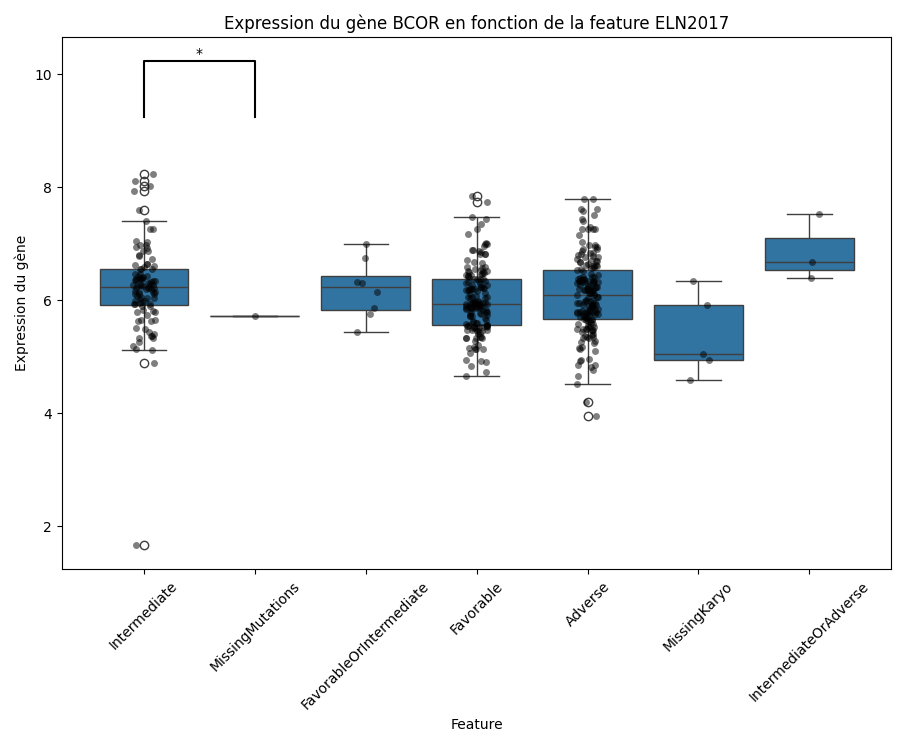 Expression du gène BCOR en fonction de la feature ELN2017
*
Expression du gène
10
8
6
4
2
Intermediate
MissingMutations
FavorableOrIntermediate
Favorable
Adverse
MissingKaryo
IntermediateOrAdverse
Feature